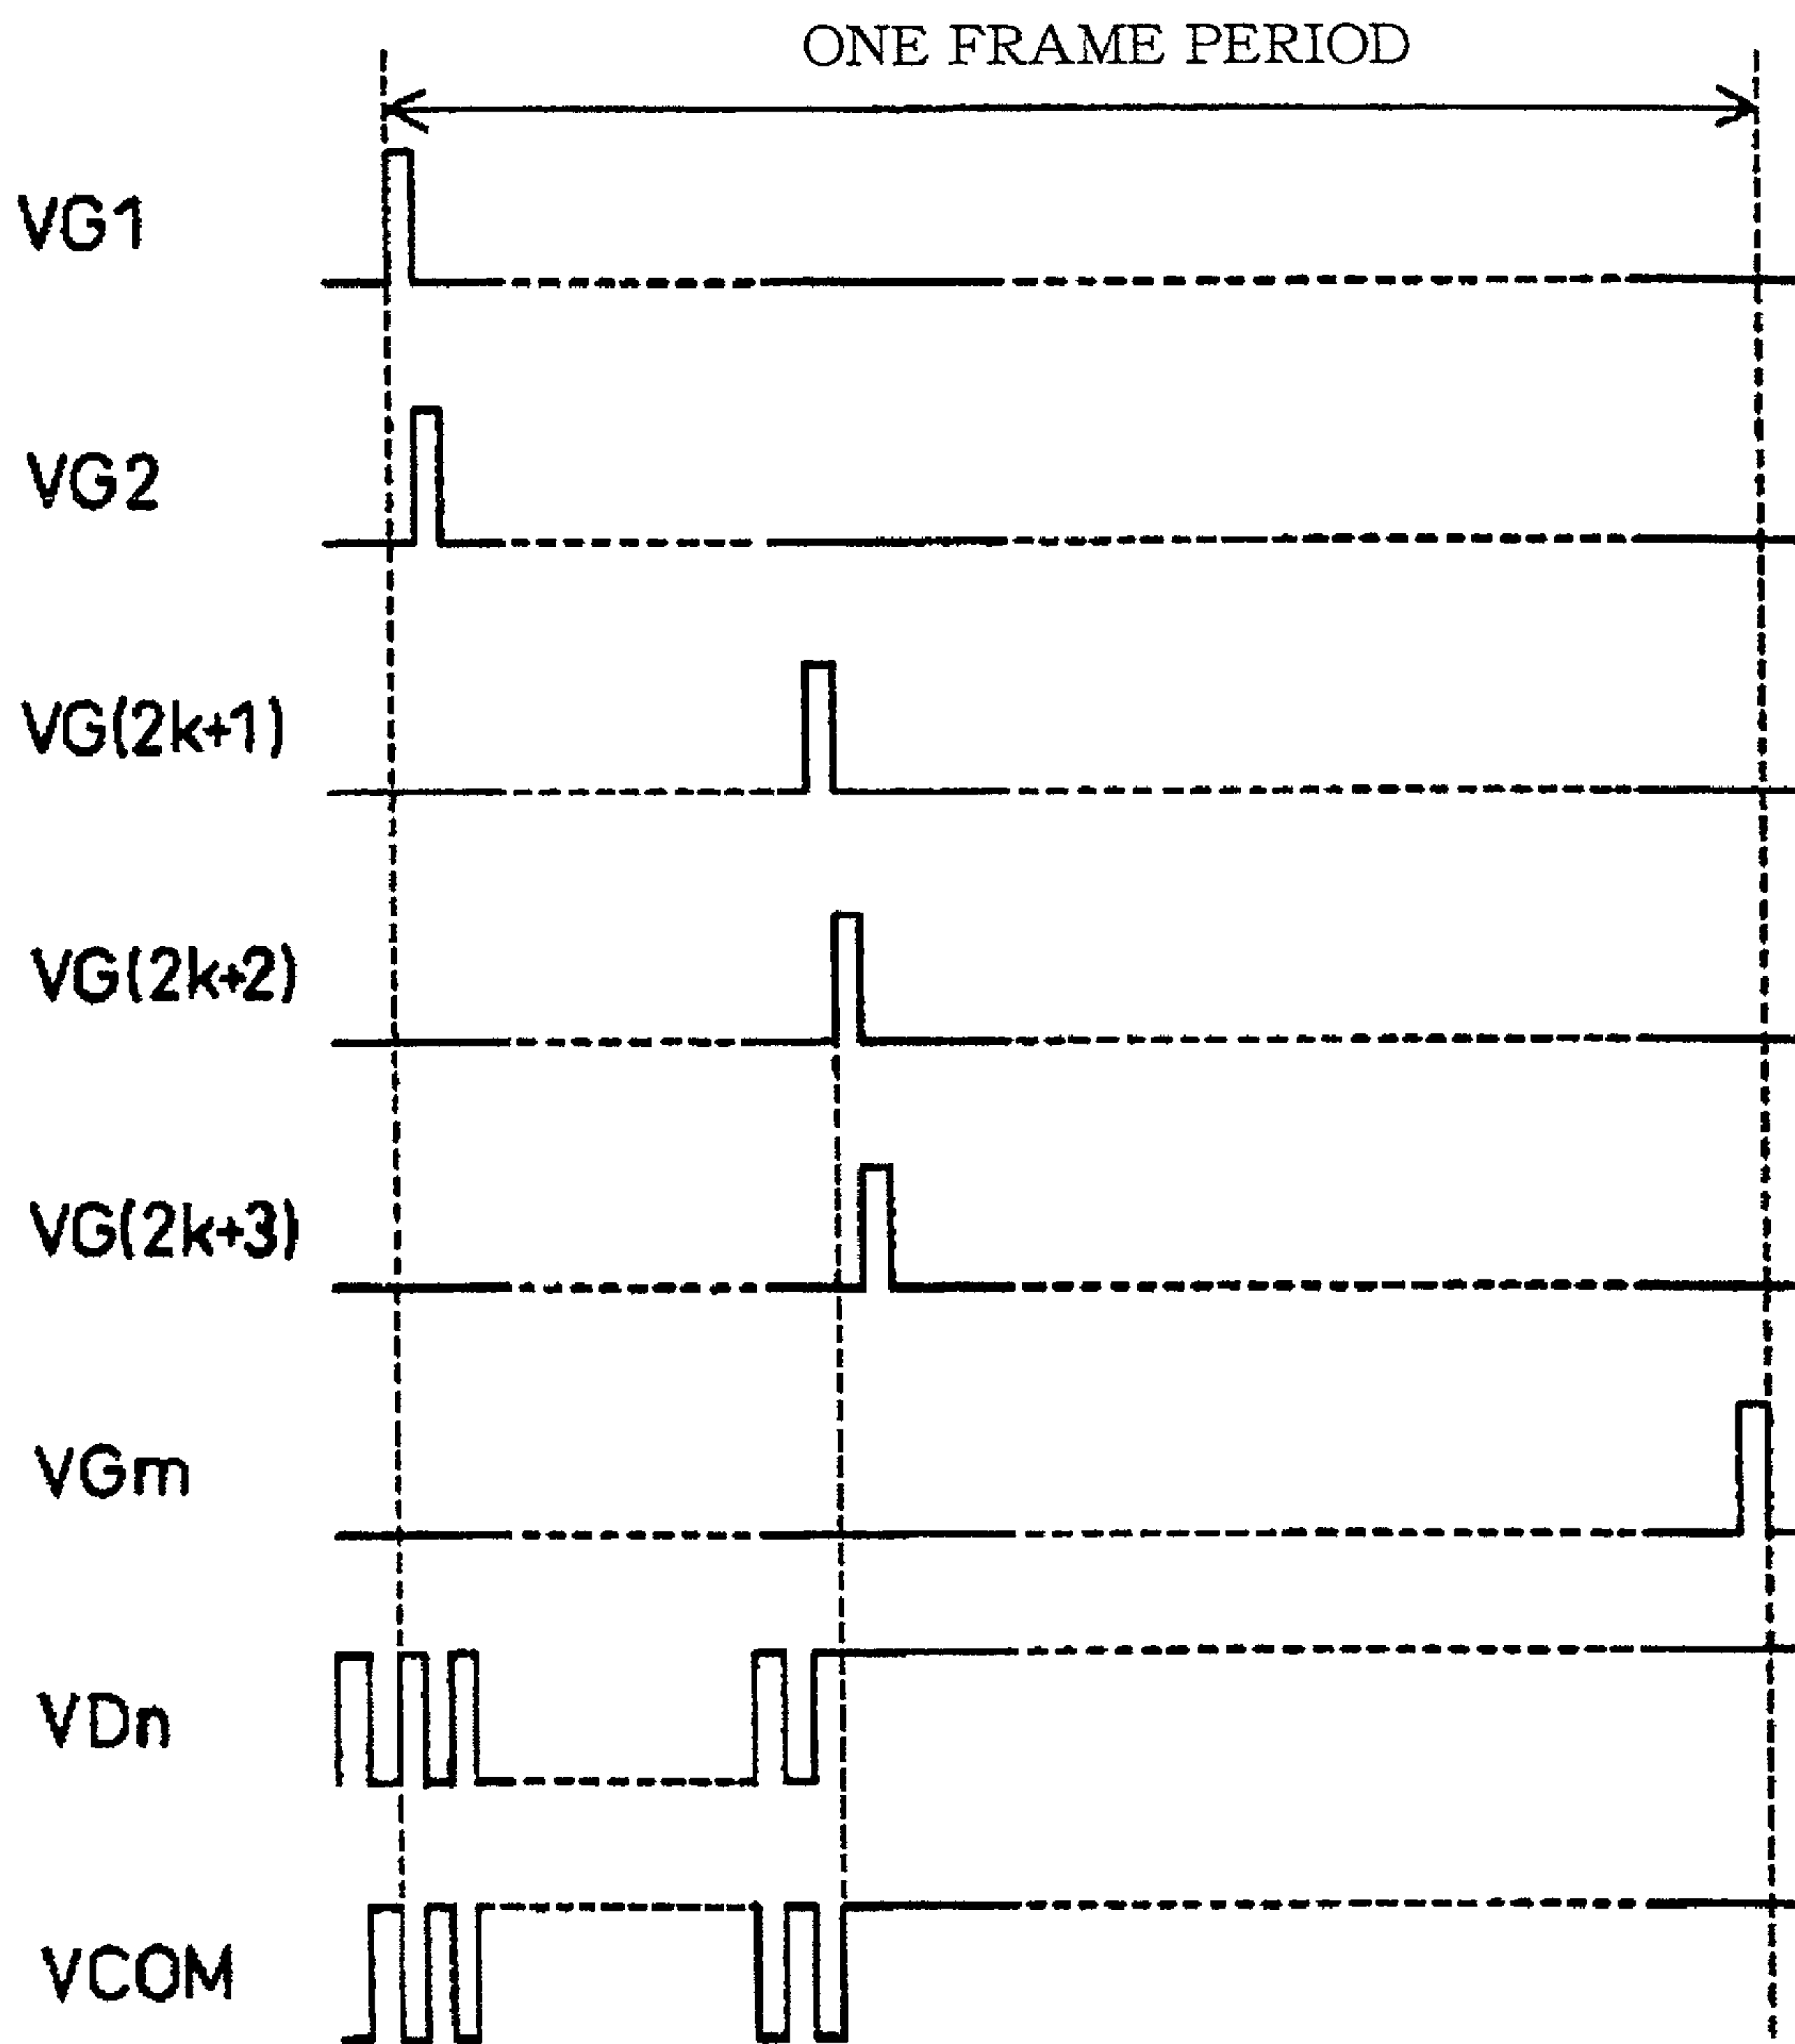 ONE FRAME PERIOD
VG1
VG2
VG(2k+1)
VG(2k+2)
VG(2k+3)
VGm
VDn
VCOM